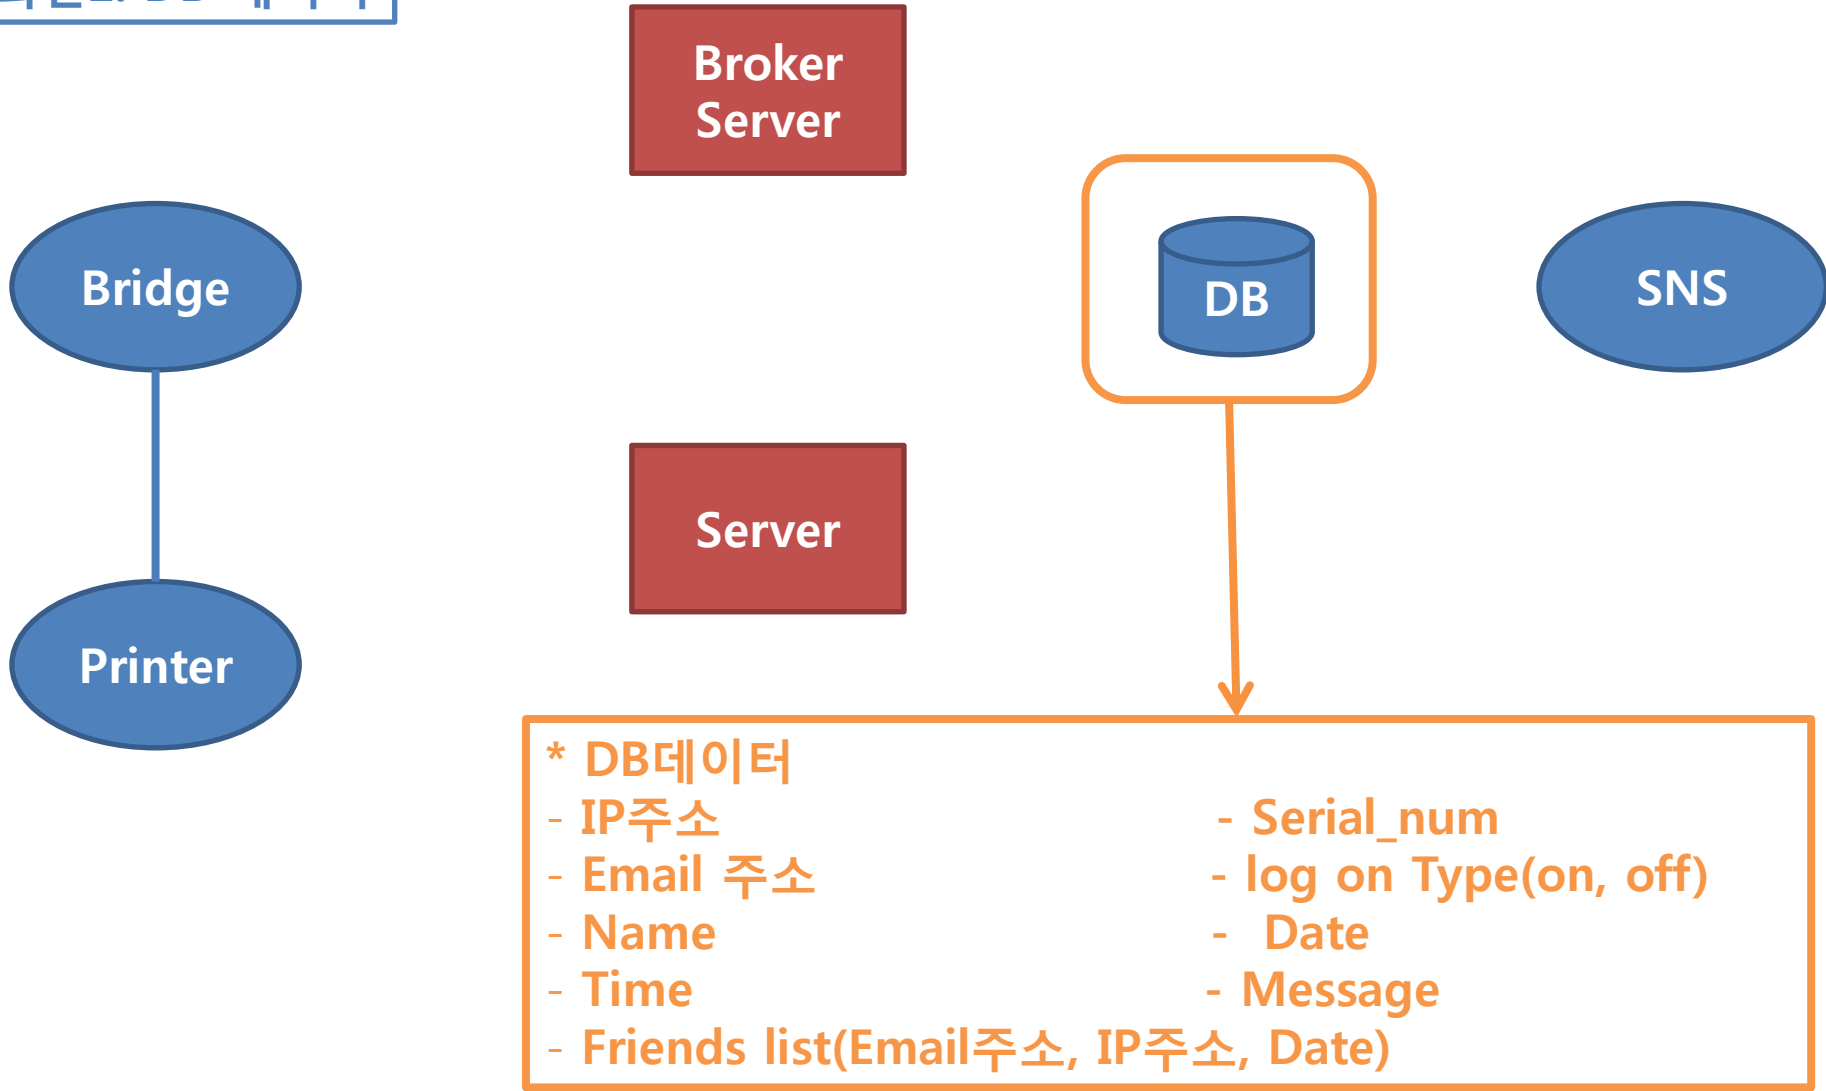 Broker
Server
Bridge
DB
SNS
Server
Printer
* DB데이터
- IP주소 - Serial_num
- Email 주소 - log on Type(on, off)
- Name - Date
- Time - Message
- Friends list(Email주소, IP주소, Date)